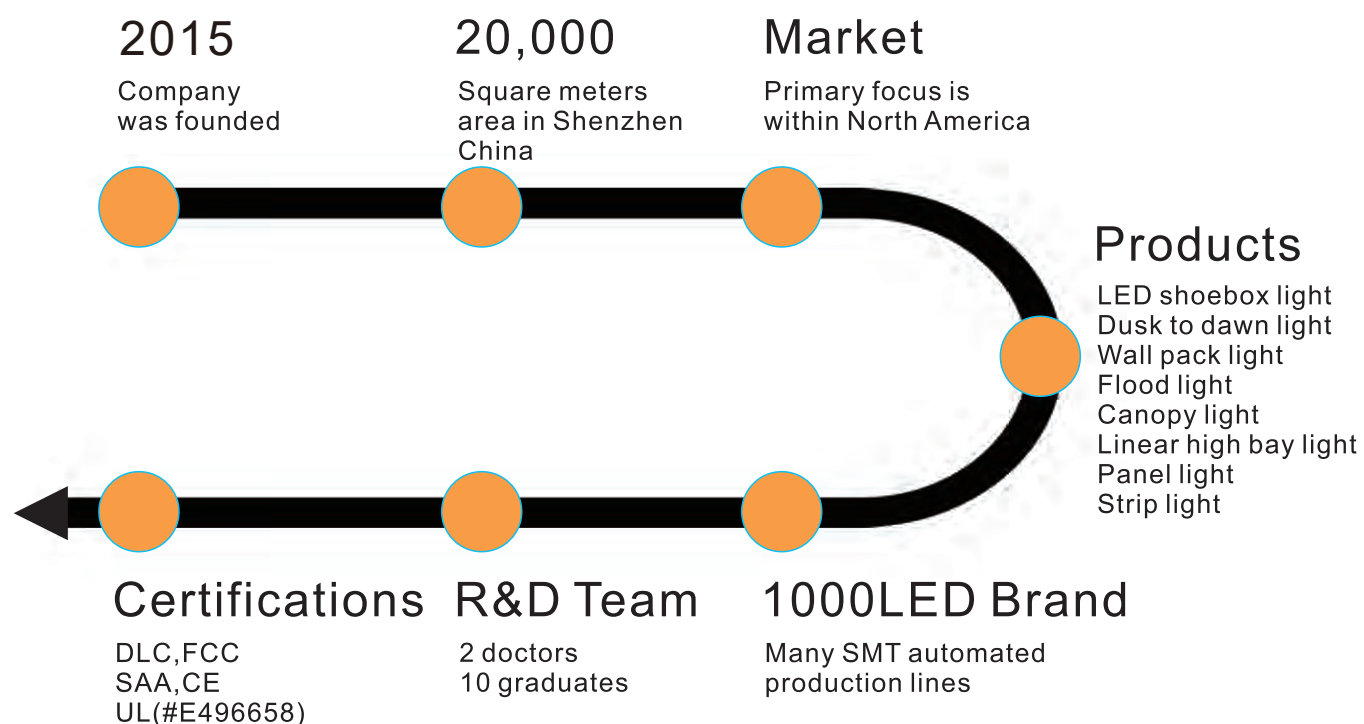 2015
Company
was founded
20,000
Square meters
area in Shenzhen
China
Market
Primary focus is
within North America
Products
LED shoebox light
Dusk to dawn light
Wall pack light
Flood light
Canopy light
Linear high bay light
Panel light
Strip light
1000LED Brand
Many SMT automated
production lines
R&D Team
2 doctors
10 graduates
Certifications
DLC,FCC
SAA,CE
UL(#E496658)